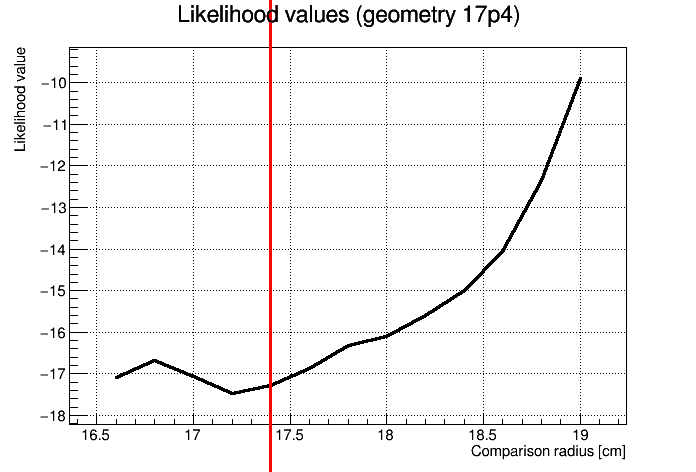 Likelihood values (geometry 17p4)
Likelihood value
−10
−11
−12
−13
−14
−15
−16
−17
−18
16.5 17 17.5 18 18.5 19
Comparison radius [cm]